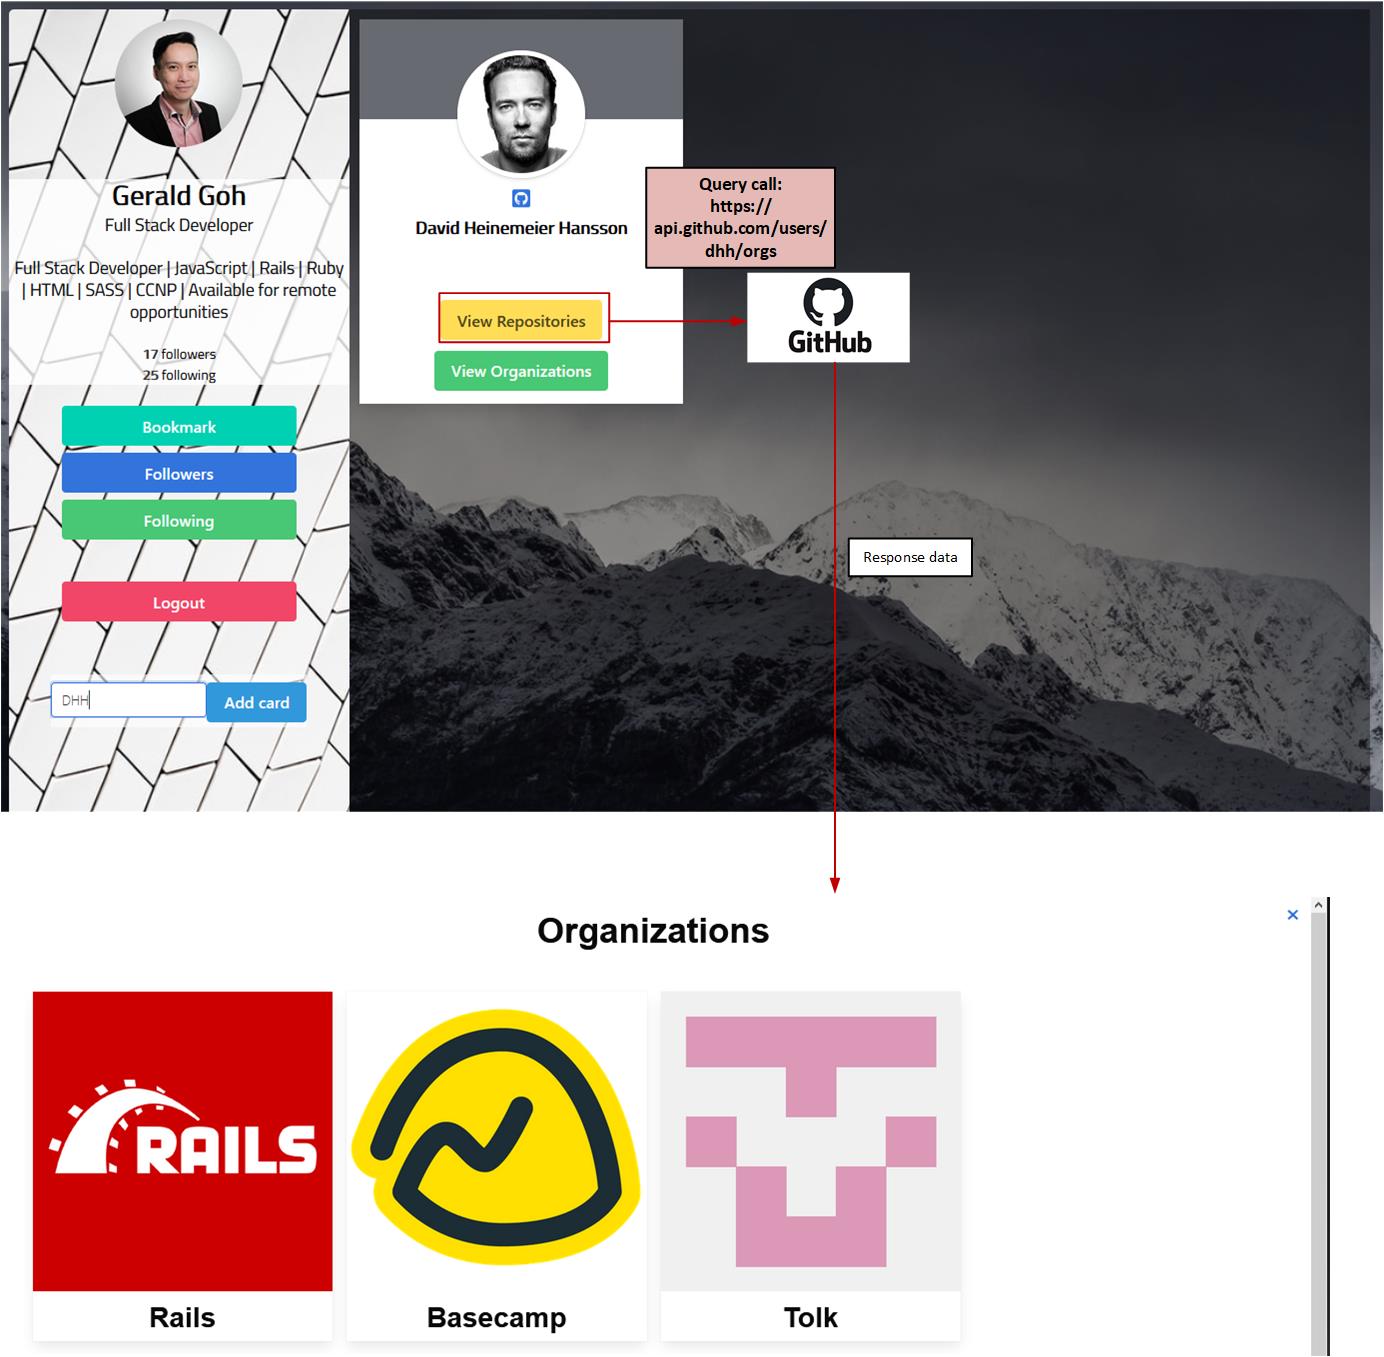 Gerald Goh
Full Stack Developer
Full Stack Developer | JavaScript | Rails | Ruby
| HTML | SASS | CCNP | Available for remote
opportunities
17 followers
25 following
Bookmark
Followers
Following
Logout
DHH
Add card
David Heinemeier Hansson
View Repositories
View Organizations
Query call:
https://
api.github.com/users/
dhh/orgs
GitHub
Response data
Organizations
×
RAILS
Rails
Basecamp
Tolk